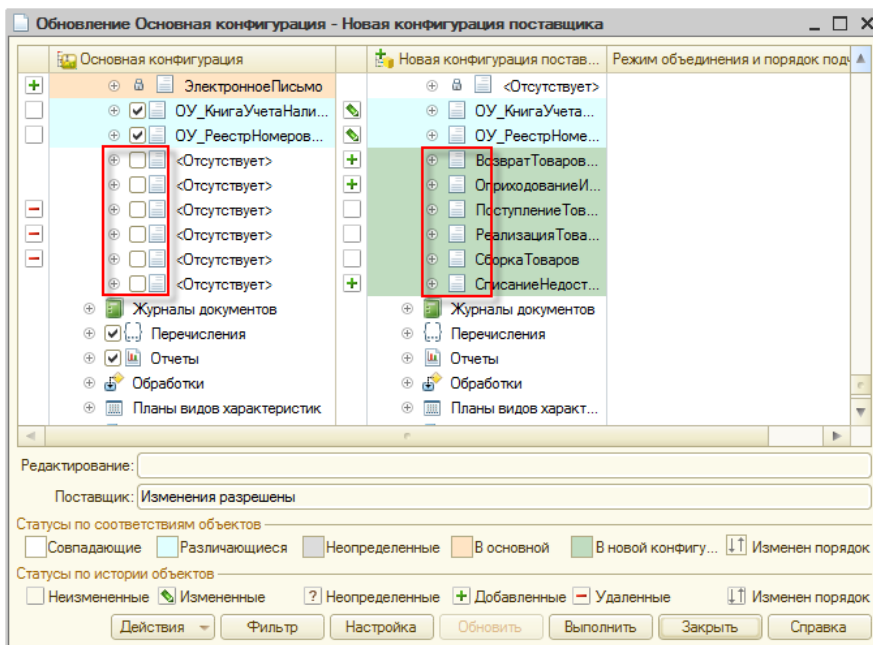 Обновление Основная конфигурация - Новая конфигурация поставщика
Основная конфигурация Новая конфигурация постав... Режим объединения и порядок под
ЭлектронноеПисьмо <Отсутствует>
ОУ_КнигаУчетаНали... ОУ_КнигаУчета...
ОУ_РеестрНомеров... ОУ_РеестрНоме...
<Отсутствует> ВозвратТоваров...
<Отсутствует> ОприходованиеИ...
<Отсутствует> ПоступлениеТов...
<Отсутствует> РеализацияТова...
<Отсутствует> СборкаТоваров
<Отсутствует> СписаниеНедост...
Журналы документов Журналы документов
Перечисления Перечисления
Отчеты Отчеты
Обработки Обработки
Планы видов характеристик Планы видов характ...
Редактирование:
Поставщик: Изменения разрешены
Статусы по соответствиям объектов
Совпадающие Различающиеся Неопределенные В основной В новой конфигу... Изменен порядок
Статусы по истории объектов
Неизмененные Измененные ? Неопределенные Добавленные Удаленные Изменен порядок
Действия Фильтр Настройка Обновить Выполнить Закрыть Справка